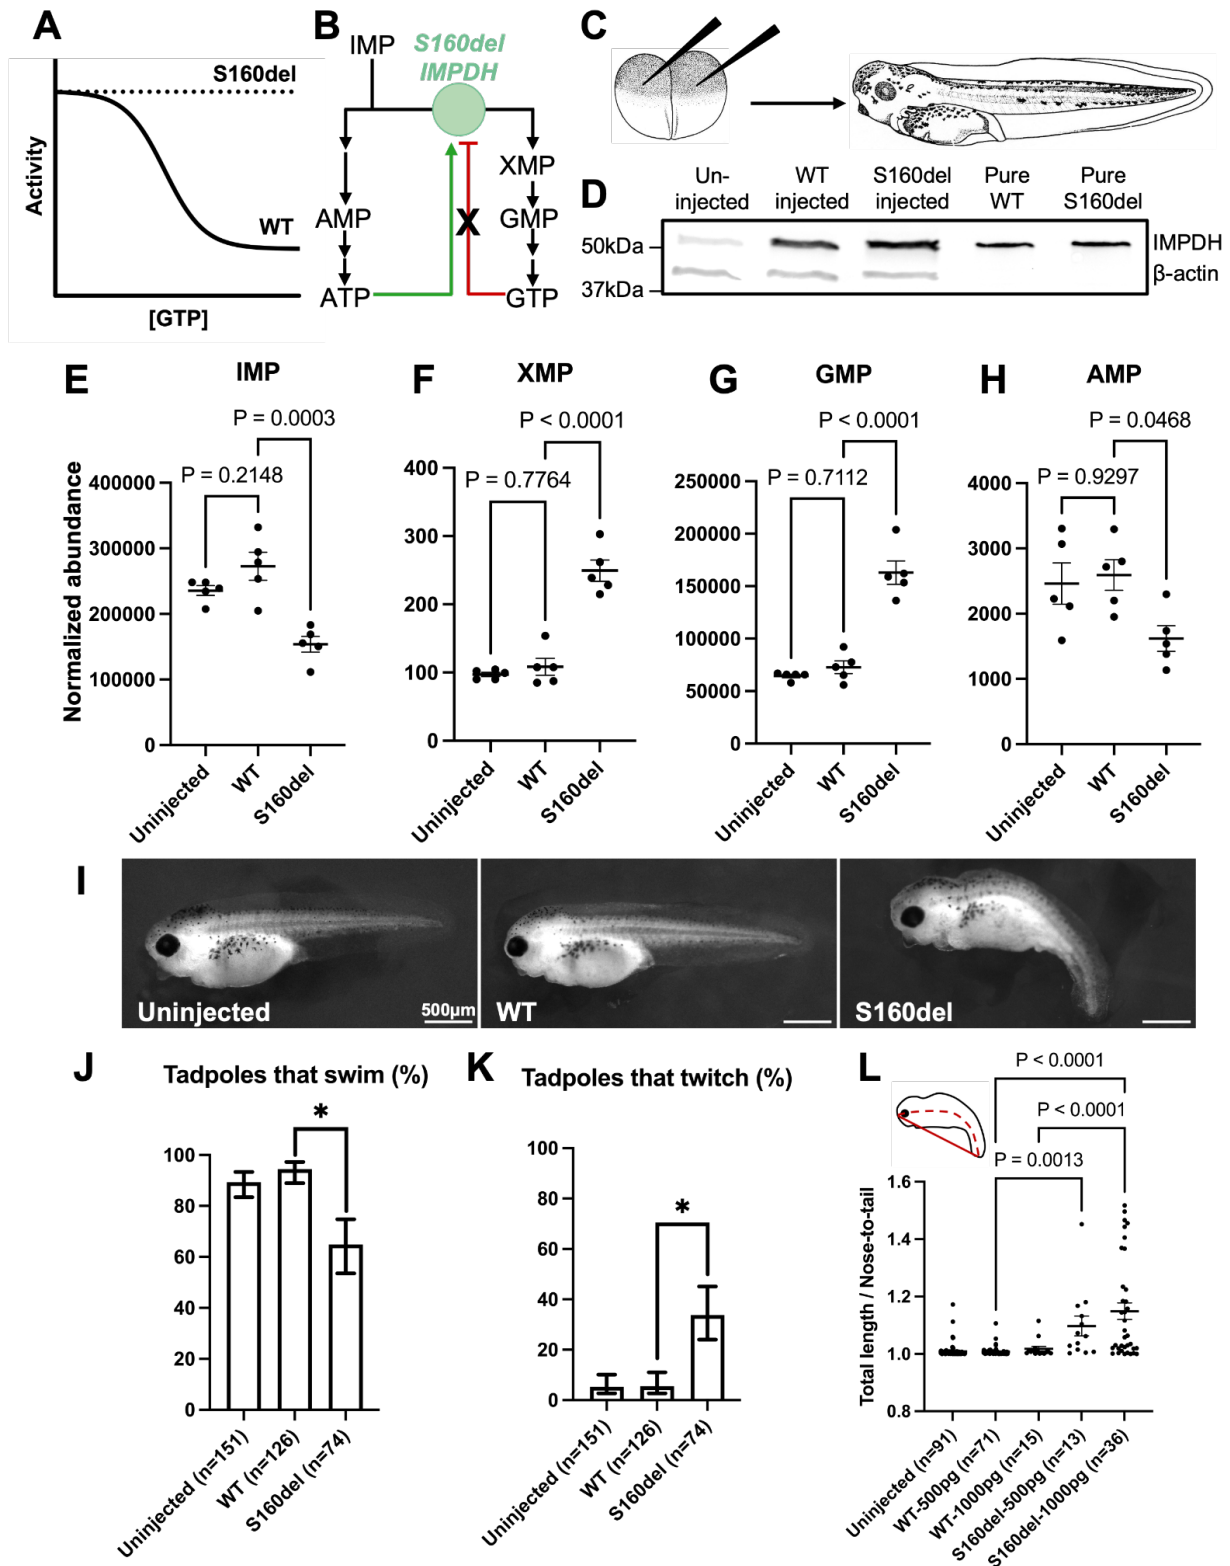 A
S160del
WT
Activity
[GTP]
B
IMP
S160del
IMPDH
XMP
AMP
GMP
X
ATP
GTP
C
D
Un-
injected
WT
injected
S160del
injected
Pure
WT
Pure
S160del
50kDa
37kDa
IMPDH
β-actin
E
IMP
P = 0.0003
P = 0.2148
Normalized abundance
400000
300000
200000
100000
0
Uninjected
WT
S160del
F
XMP
P < 0.0001
P = 0.7764
400
300
200
100
0
Uninjected
WT
S160del
G
GMP
P < 0.0001
P = 0.7112
250000
200000
150000
100000
50000
0
Uninjected
WT
S160del
H
AMP
P = 0.0468
P = 0.9297
4000
3000
2000
1000
0
Uninjected
WT
S160del
I
Uninjected
500µm
WT
S160del
J
Tadpoles that swim (%)
*
100
80
60
40
20
0
Uninjected (n=151)
WT (n=126)
S160del (n=74)
K
Tadpoles that twitch (%)
*
100
80
60
40
20
0
Uninjected (n=151)
WT (n=126)
S160del (n=74)
L
P < 0.0001
P < 0.0001
P = 0.0013
Total length / Nose-to-tail
1.6
1.4
1.2
1.0
0.8
Uninjected (n=91)
WT-500pg (n=71)
WT-1000pg (n=15)
S160del-500pg (n=13)
S160del-1000pg (n=36)